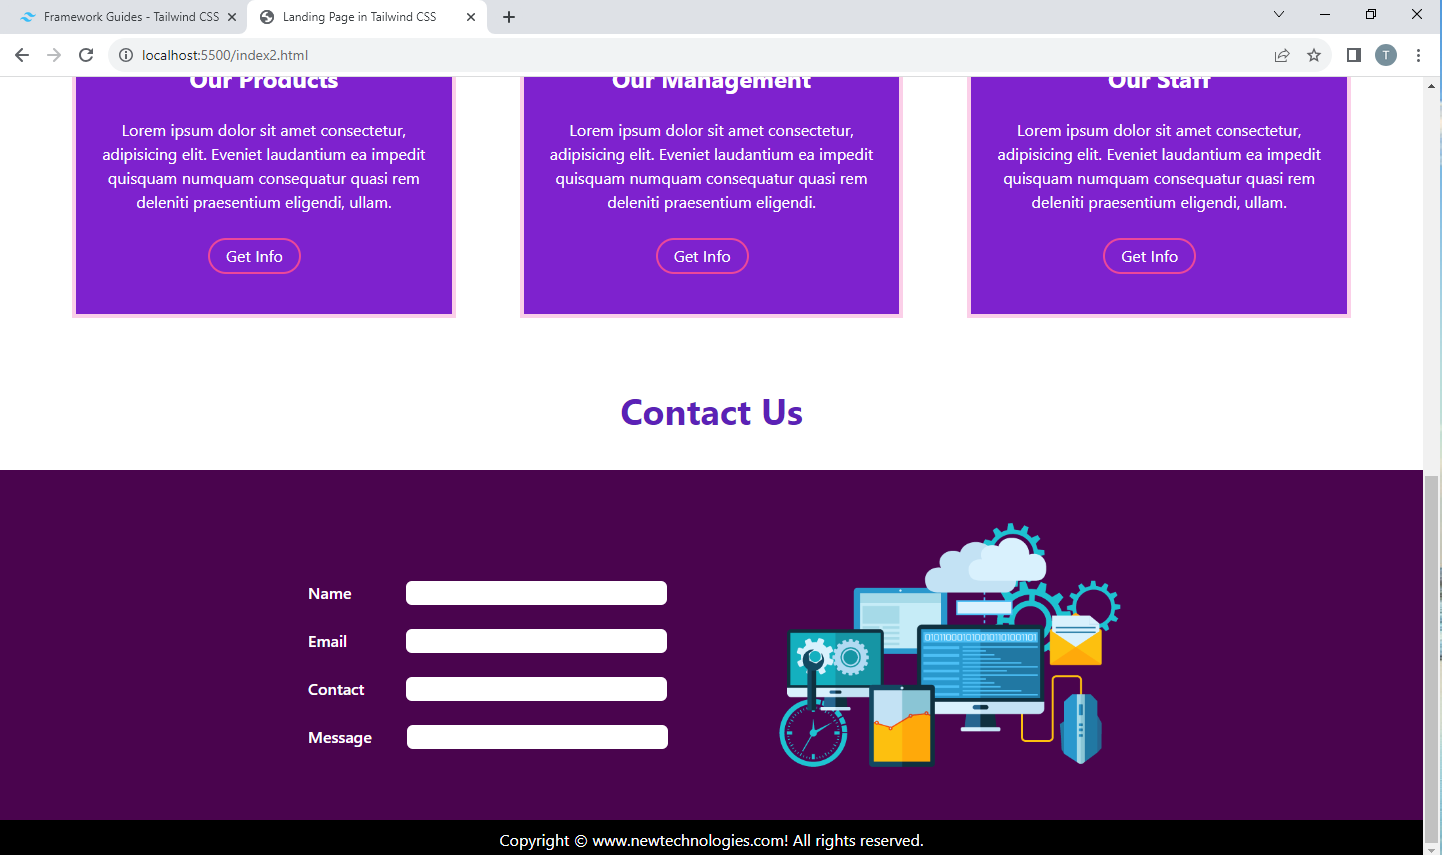 Framework Guides - Tailwind CSS
Landing Page in Tailwind CSS
localhost:5500/index2.html
T
Our Products
Our Management
Our Staff
Lorem ipsum dolor sit amet consectetur,
adipisicing elit. Eveniet laudantium ea impedit
quisquam numquam consequatur quasi rem
deleniti praesentium eligendi, ullam.
Get Info
Lorem ipsum dolor sit amet consectetur,
adipisicing elit. Eveniet laudantium ea impedit
quisquam numquam consequatur quasi rem
deleniti praesentium eligendi.
Get Info
Lorem ipsum dolor sit amet consectetur,
adipisicing elit. Eveniet laudantium ea impedit
quisquam numquam consequatur quasi rem
deleniti praesentium eligendi, ullam.
Get Info
Contact Us
Name
Email
Contact
Message
Copyright © www.newtechnologies.com! All rights reserved.